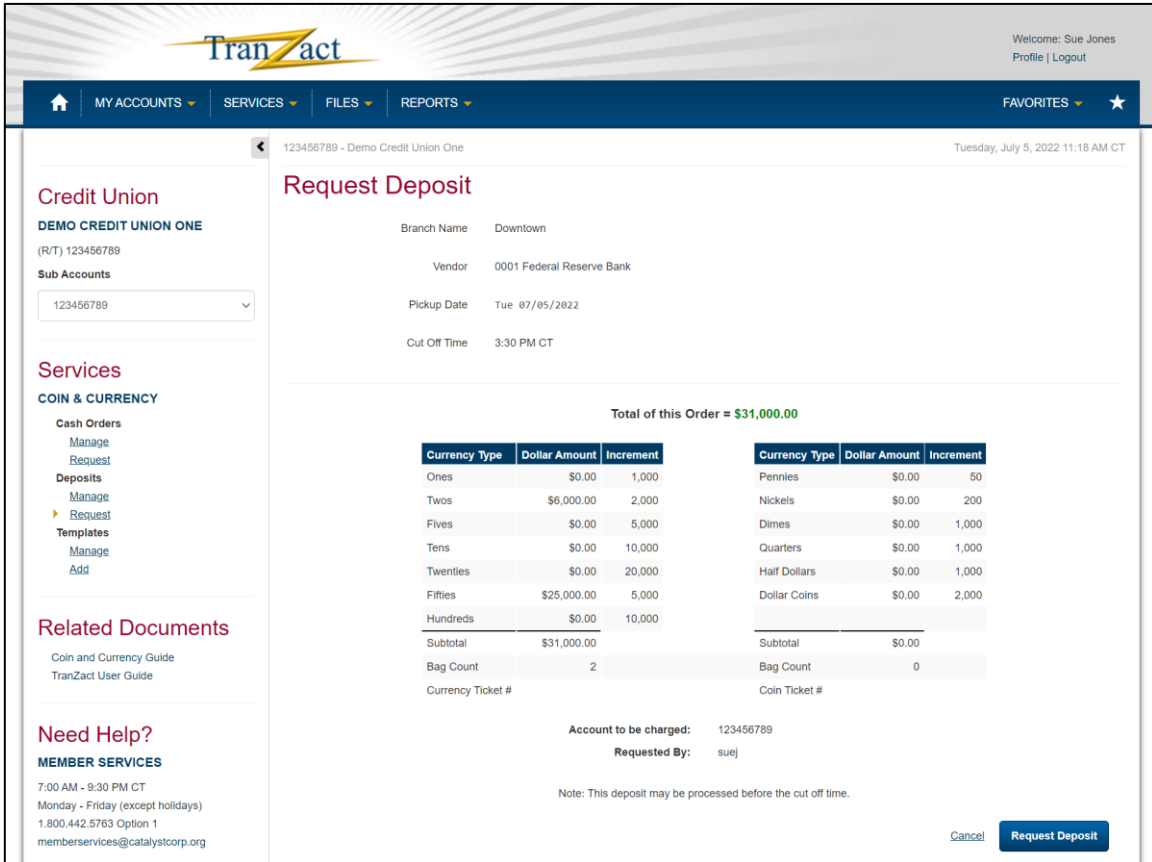 TranZact
Welcome: Sue Jones
Profile | Logout
MY ACCOUNTS SERVICES FILES REPORTS FAVORITES
123456789 - Demo Credit Union One Tuesday, July 5, 2022 11:18 AM CT
Credit Union
DEMO CREDIT UNION ONE
(R/T) 123456789
Sub Accounts
123456789
Services
COIN & CURRENCY
Cash Orders
Manage
Request
Deposits
Manage
Request
Templates
Manage
Add
Related Documents
Coin and Currency Guide
TranZact User Guide
Need Help?
MEMBER SERVICES
7:00 AM - 9:30 PM CT
Monday - Friday (except holidays)
1.800.442.5763 Option 1
memberservices@catalystcorp.org
Request Deposit
Branch Name Downtown
Vendor 0001 Federal Reserve Bank
Pickup Date Tue 07/05/2022
Cut Off Time 3:30 PM CT
Total of this Order = $31,000.00
Currency Type Dollar Amount Increment
Ones $0.00 1,000
Twos $6,000.00 2,000
Fives $0.00 5,000
Tens $0.00 10,000
Twenties $0.00 20,000
Fifties $25,000.00 5,000
Hundreds $0.00 10,000
Subtotal $31,000.00
Bag Count 2
Currency Ticket #
Currency Type Dollar Amount Increment
Pennies $0.00 50
Nickels $0.00 200
Dimes $0.00 1,000
Quarters $0.00 1,000
Half Dollars $0.00 1,000
Dollar Coins $0.00 2,000
Subtotal $0.00
Bag Count 0
Coin Ticket #
Account to be charged: 123456789
Requested By: suej
Note: This deposit may be processed before the cut off time.
Cancel Request Deposit